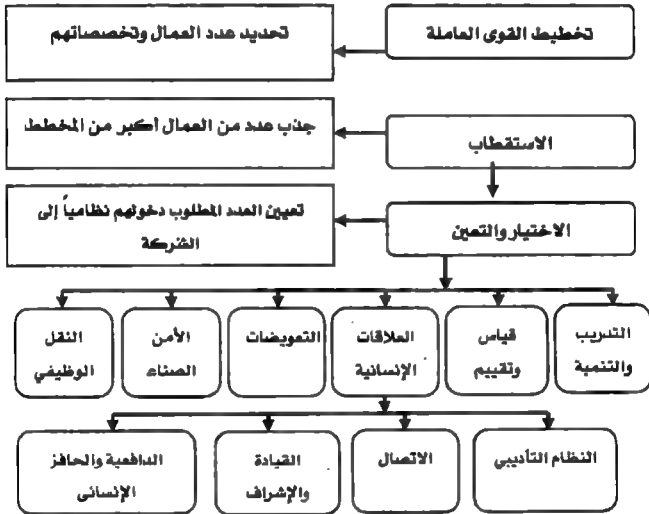 تخطيط القوى العاملة
تحديد عدد العمال وتخصصاتهم
الاستقطاب
جذب عدد من العمال أكبر من المخطط
الاختيار والتعين
تعيين العدد المطلوب دخولهم نظامياً إلى
الشركة
التدريب
والتنمية
قياس
وتقييم
العلاقات
الإنسانية
التعويضات
الأمن
الصناع
النقل
الوظيفي
النظام التأديبي
الاتصال
القيادة
والإشراف
الدافعية والحافز
الإنساني